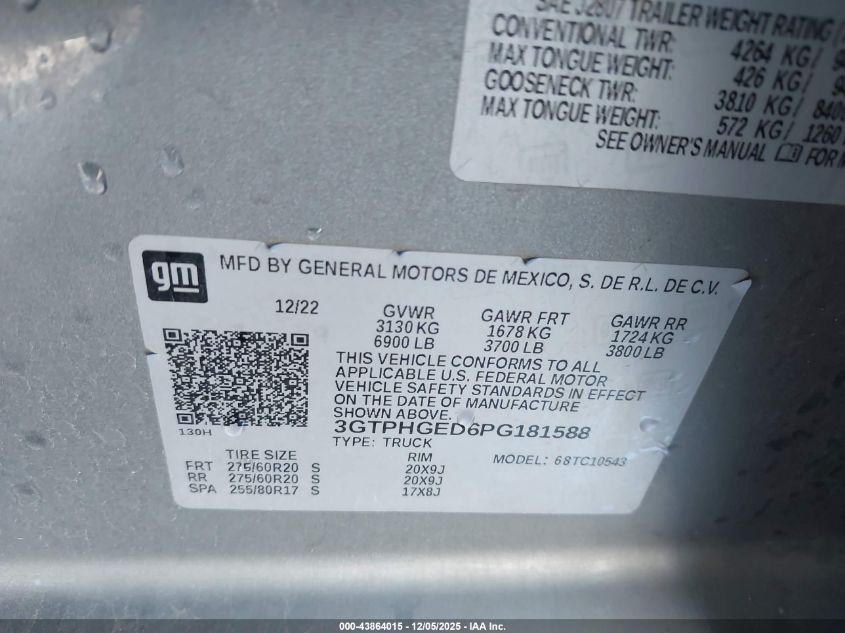 SAE J2807 TRAILER WEIGHT RATING
CONVENTIONAL TWR: 4264 KG/
MAX TONGUE WEIGHT: 426 KG/
GOOSENECK TWR: 3810 KG/ 8400
MAX TONGUE WEIGHT: 572 KG/ 1260
SEE OWNER'S MANUAL FOR
gm
MFD BY GENERAL MOTORS DE MEXICO, S. DE R.L. DE C.V.
12/22 GVWR GAWR FRT GAWR RR
3130 KG 1678 KG 1724 KG
6900 LB 3700 LB 3800 LB
THIS VEHICLE CONFORMS TO ALL
APPLICABLE U.S. FEDERAL MOTOR
VEHICLE SAFETY STANDARDS IN EFFECT
ON THE DATE OF MANUFACTURE
SHOWN ABOVE.
130H
3GTPHGED6PG181588
TYPE: TRUCK
TIRE SIZE RIM MODEL: 68TC10543
FRT 275/60R20 S 20X9J
RR 275/60R20 S 20X9J
SPA 255/80R17 S 17X8J
000-43864015 - 12/05/2025 - IAA Inc.